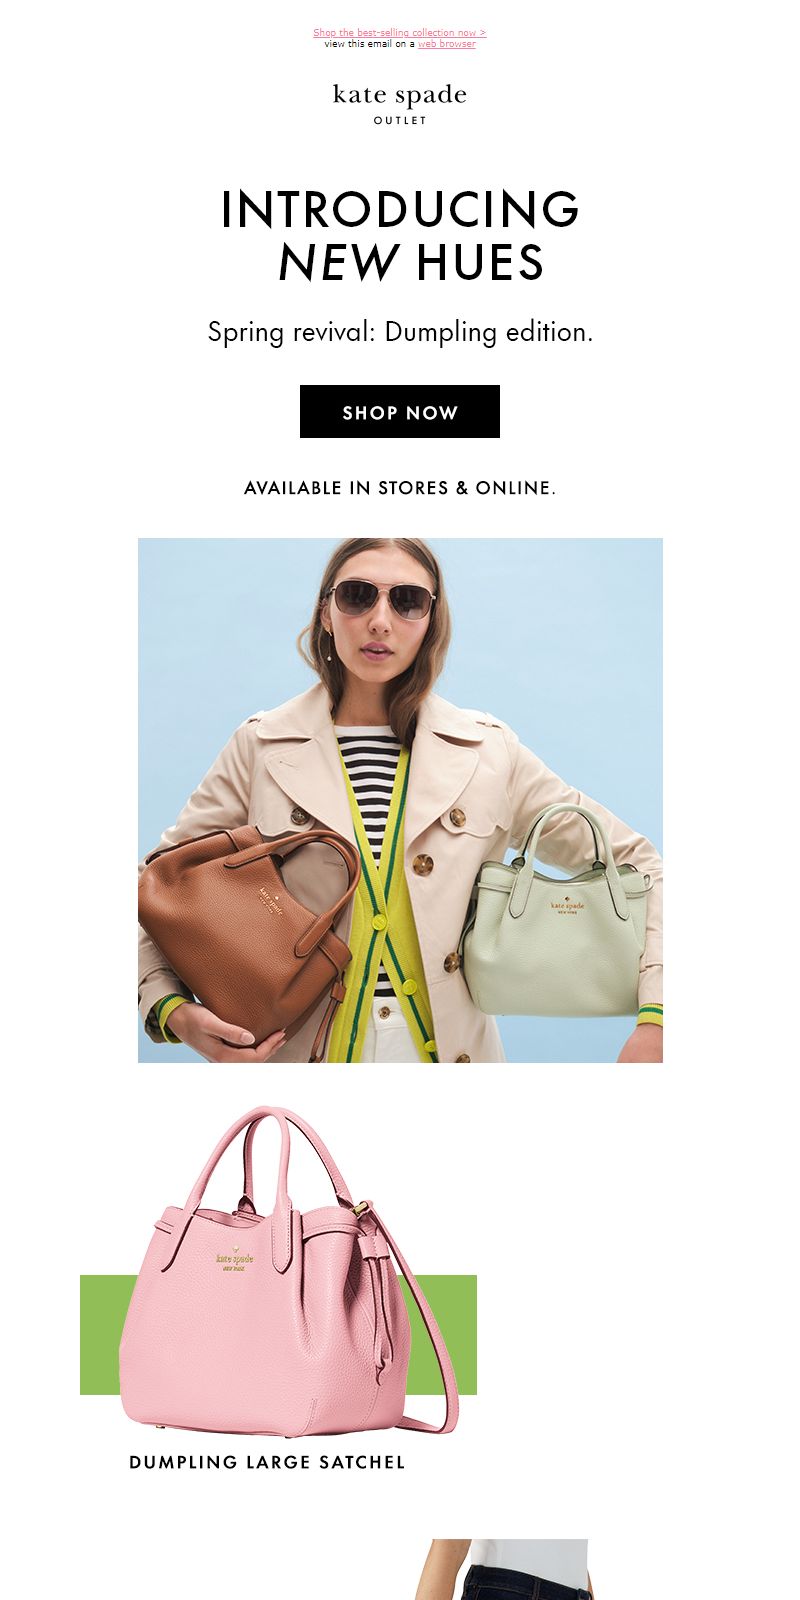 Shop the best-selling collection now >
view this email on a web browser
kate spade
OUTLET
INTRODUCING
NEW HUES
Spring revival: Dumpling edition.
SHOP NOW
AVAILABLE IN STORES & ONLINE.
kate spade
NEW YORK
kate spade
NEW YORK
kate spade
NEW YORK
DUMPLING LARGE SATCHEL